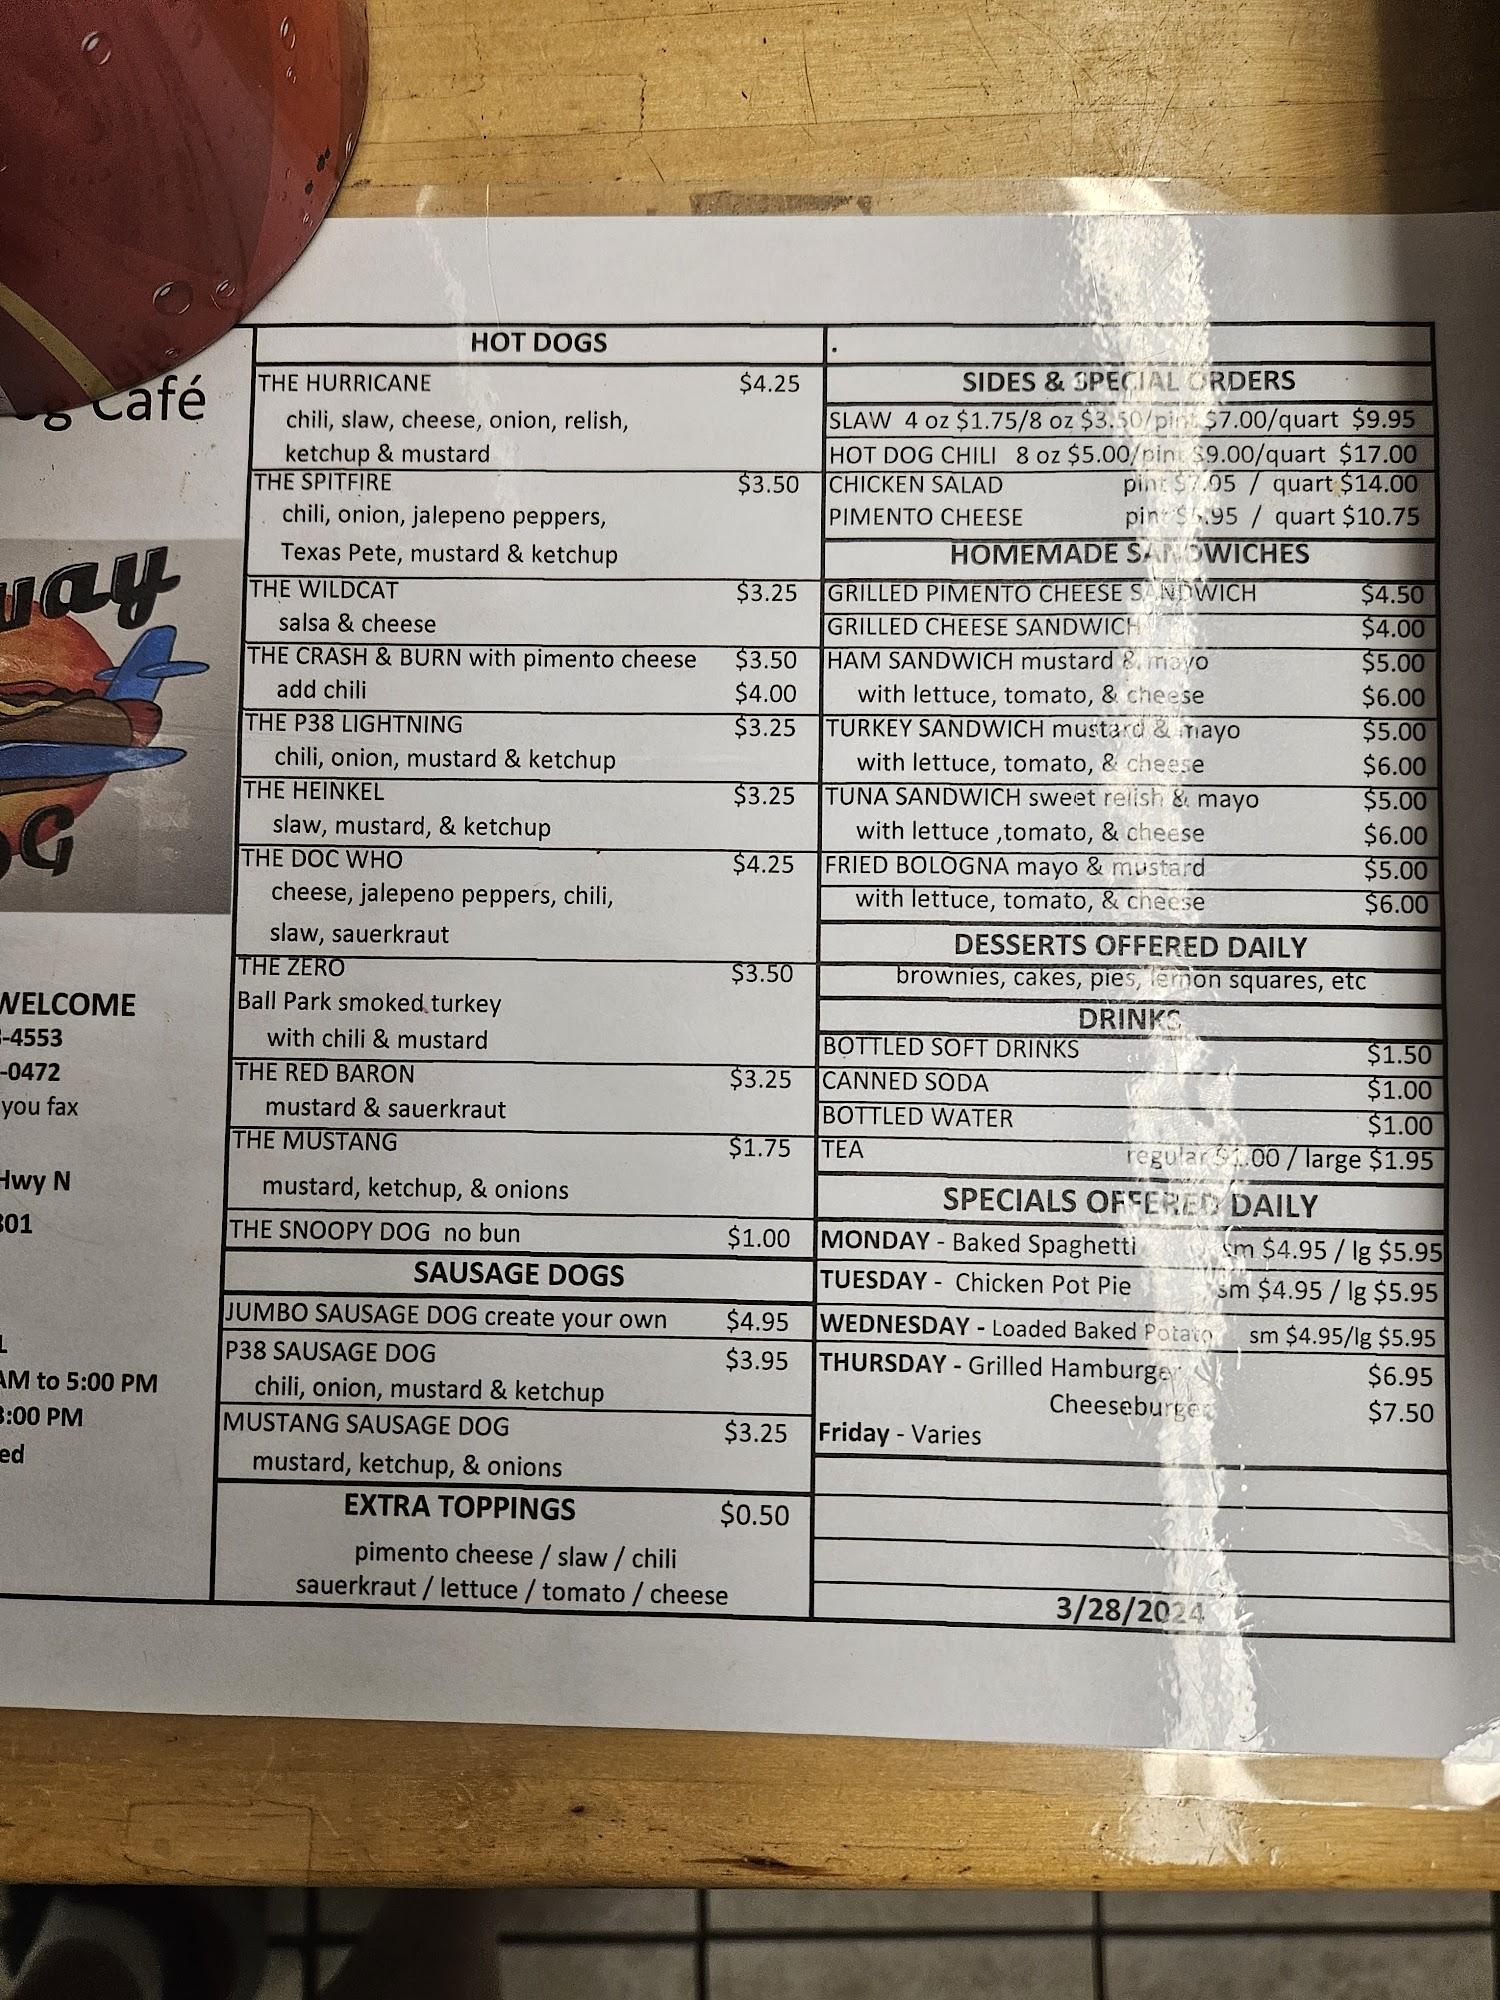 Café
way
WELCOME
-4553
-0472
you fax
Hwy N
301
AM to 5:00 PM
:00 PM
ed
HOT DOGS
THE HURRICANE $4.25
chili, slaw, cheese, onion, relish,
ketchup & mustard
THE SPITFIRE $3.50
chili, onion, jalepeno peppers,
Texas Pete, mustard & ketchup
THE WILDCAT $3.25
salsa & cheese
THE CRASH & BURN with pimento cheese $3.50
add chili $4.00
THE P38 LIGHTNING $3.25
chili, onion, mustard & ketchup
THE HEINKEL $3.25
slaw, mustard, & ketchup
THE DOC WHO $4.25
cheese, jalepeno peppers, chili,
slaw, sauerkraut
THE ZERO $3.50
Ball Park smoked turkey
with chili & mustard
THE RED BARON $3.25
mustard & sauerkraut
THE MUSTANG $1.75
mustard, ketchup, & onions
THE SNOOPY DOG no bun $1.00
SAUSAGE DOGS
JUMBO SAUSAGE DOG create your own $4.95
P38 SAUSAGE DOG $3.95
chili, onion, mustard & ketchup
MUSTANG SAUSAGE DOG $3.25
mustard, ketchup, & onions
EXTRA TOPPINGS $0.50
pimento cheese / slaw / chili
sauerkraut / lettuce / tomato / cheese
.
SIDES & SPECIAL ORDERS
SLAW 4 oz $1.75/8 oz $3.50/pint $7.00/quart $9.95
HOT DOG CHILI 8 oz $5.00/pint $9.00/quart $17.00
CHICKEN SALAD pint / quart $14.00
PIMENTO CHEESE pint / quart $10.75
HOMEMADE SANDWICHES
GRILLED PIMENTO CHEESE SANDWICH $4.50
GRILLED CHEESE SANDWICH $4.00
HAM SANDWICH mustard & mayo $5.00
with lettuce, tomato, & cheese $6.00
TURKEY SANDWICH mustard & mayo $5.00
with lettuce, tomato, & cheese $6.00
TUNA SANDWICH sweet relish & mayo $5.00
with lettuce ,tomato, & cheese $6.00
FRIED BOLOGNA mayo & mustard $5.00
with lettuce, tomato, & cheese $6.00
DESSERTS OFFERED DAILY
brownies, cakes, pies, lemon squares, etc
DRINKS
BOTTLED SOFT DRINKS $1.50
CANNED SODA $1.00
BOTTLED WATER $1.00
TEA regular $1.00 / large $1.95
SPECIALS OFFERED DAILY
MONDAY - Baked Spaghetti sm $4.95 / lg $5.95
TUESDAY - Chicken Pot Pie sm $4.95 / lg $5.95
WEDNESDAY - Loaded Baked Potato sm $4.95/lg $5.95
THURSDAY - Grilled Hamburger $6.95
Cheeseburger $7.50
Friday - Varies
3/28/2024